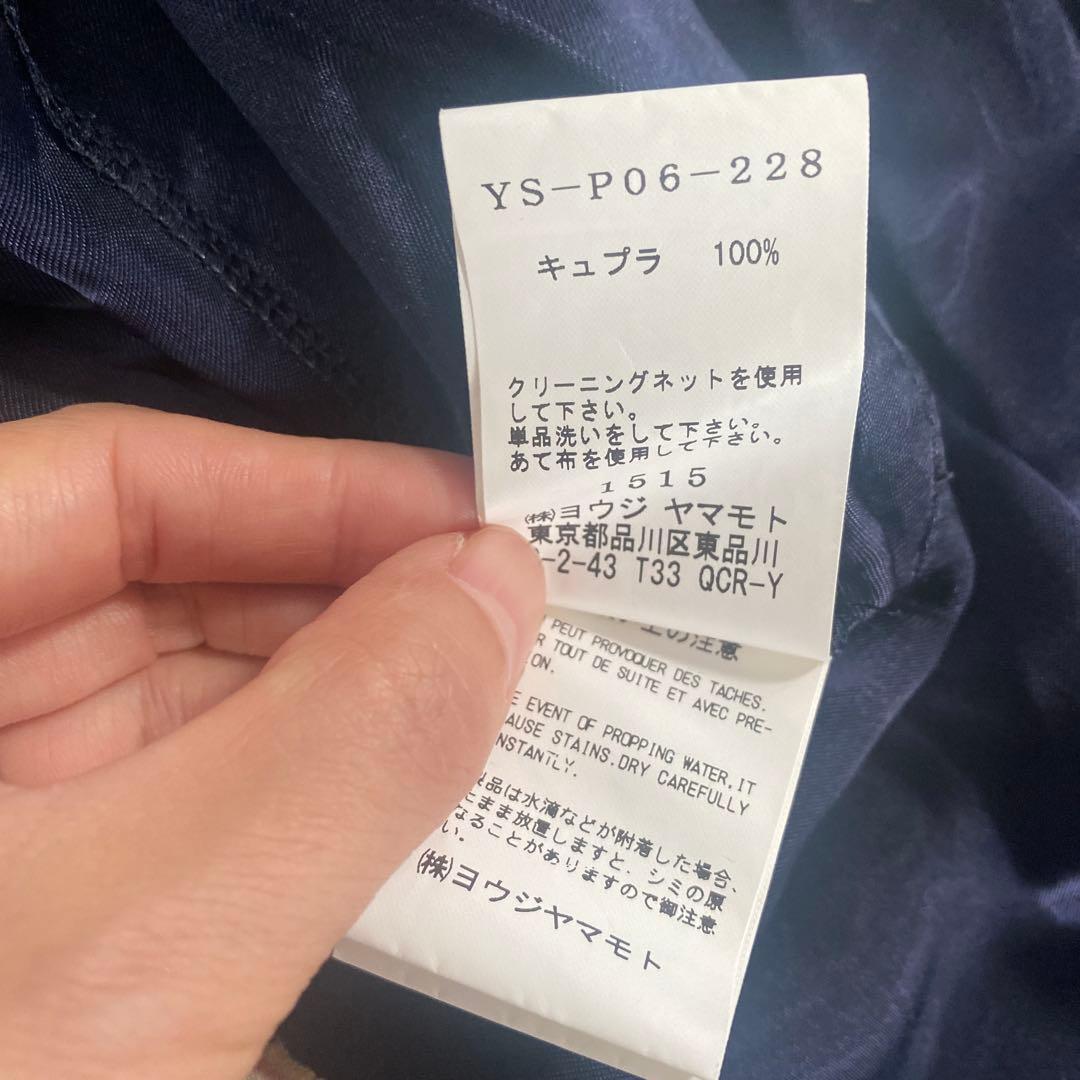 YS-P06-228
キュプラ 100%
クリーニングネットを使用
して下さい。
単品洗いをして下さい。
あて布を使用して下さい。
1515
(株)ヨウジ ヤマモト
東京都品川区東品川
-2-43 T33 QCR-Y
の注意
PEUT PROVOQUER DES TACHES.
R TOUT DE SUITE ET AVEC PRE-
ON.
E EVENT OF PROPPING WATER,IT
AUSE STAINS.DRY CAREFULLY
NSTANTLY.
製品は水滴などが附着した場合、
まま放置しますと、シミの原
なることがありますので御注意
い。
(株)ヨウジヤマモト